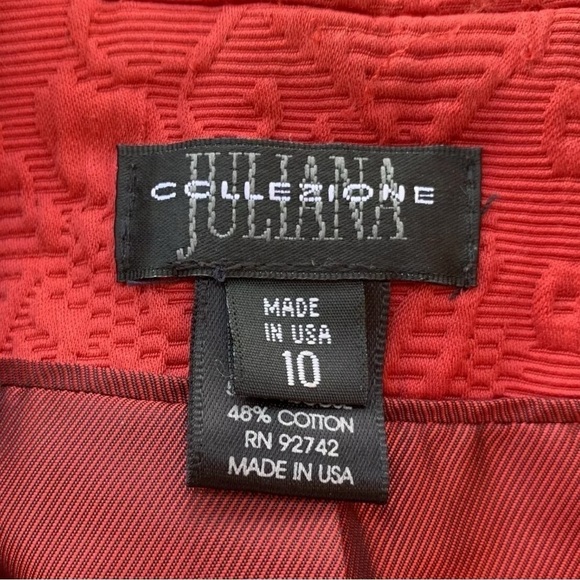 JULIANA
COLLEZIONE
MADE
IN USA
10
48% COTTON
RN 92742
MADE IN USA